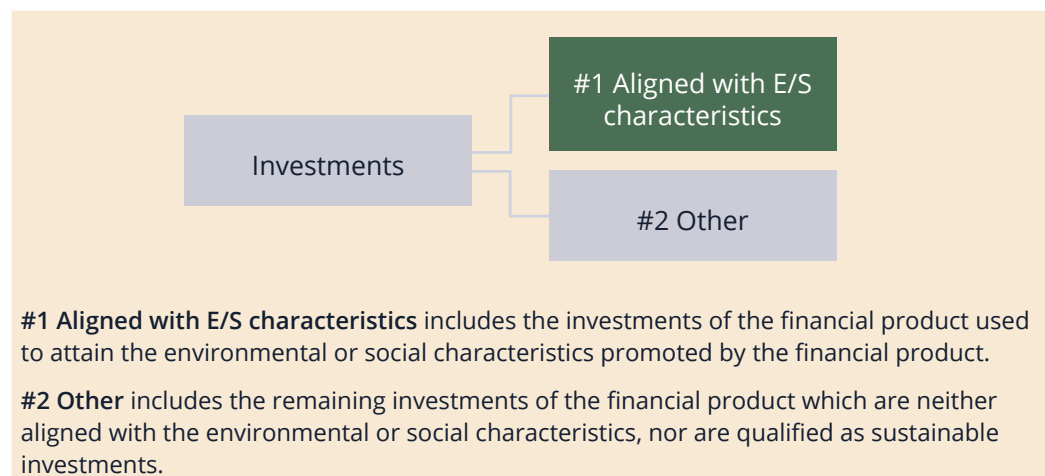 #1 Aligned with E/S
characteristics
Investments
#2 Other
#1 Aligned with E/S characteristics includes the investments of the financial product used
to attain the environmental or social characteristics promoted by the financial product.
#2 Other includes the remaining investments of the financial product which are neither
aligned with the environmental or social characteristics, nor are qualified as sustainable
investments.